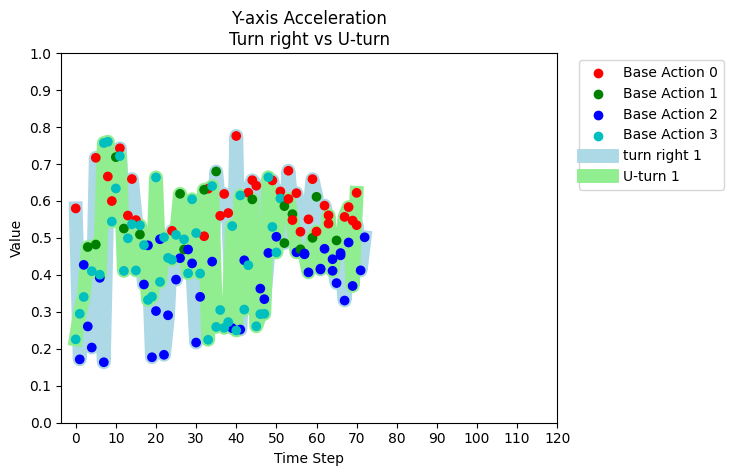 Y-axis Acceleration
Turn right vs U-turn
1.0
0.9
0.8
0.7
0.6
0.5
0.4
0.3
0.2
0.1
0.0
Value
0 10 20 30 40 50 60 70 80 90 100 110 120
Time Step
Base Action 0
Base Action 1
Base Action 2
Base Action 3
turn right 1
U-turn 1